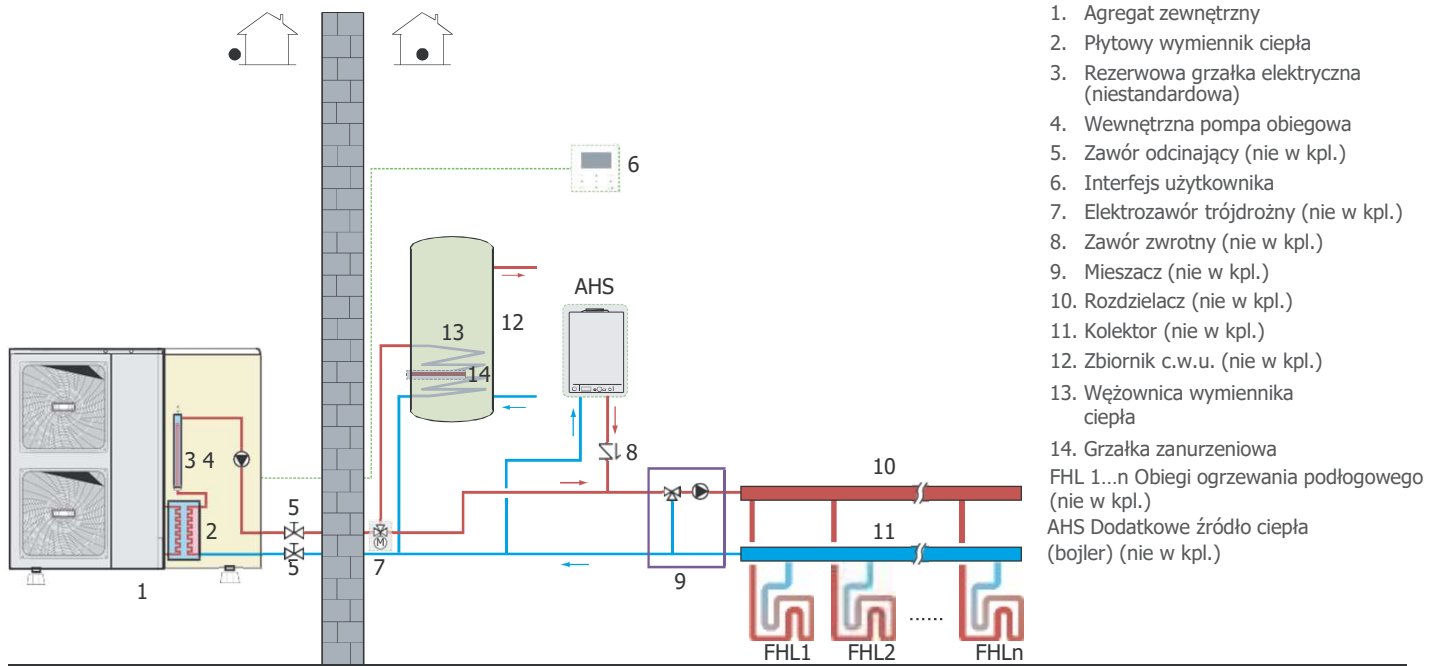 1. Agregat zewnętrzny
2. Płytowy wymiennik ciepła
3. Rezerwowa grzałka elektryczna
(niestandardowa)
4. Wewnętrzna pompa obiegowa
5. Zawór odcinający (nie w kpl.)
6. Interfejs użytkownika
7. Elektrozawór trójdrożny (nie w kpl.)
8. Zawór zwrotny (nie w kpl.)
9. Mieszacz (nie w kpl.)
10. Rozdzielacz (nie w kpl.)
11. Kolektor (nie w kpl.)
12. Zbiornik c.w.u. (nie w kpl.)
13. Wężownica wymiennika
ciepła
14. Grzałka zanurzeniowa
FHL 1...n Obiegi ogrzewania podłogowego
(nie w kpl.)
AHS Dodatkowe źródło ciepła
(bojler) (nie w kpl.)
6
AHS
12
13
14
3 4
8
10
5
2
M
11
5
7
9
1
......
FHL1
FHL2
FHLn